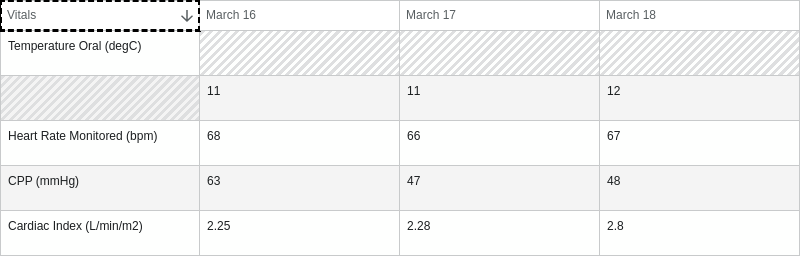 Vitals March 16 March 17 March 18
Temperature Oral (degC)
11 11 12
Heart Rate Monitored (bpm) 68 66 67
CPP (mmHg) 63 47 48
Cardiac Index (L/min/m2) 2.25 2.28 2.8